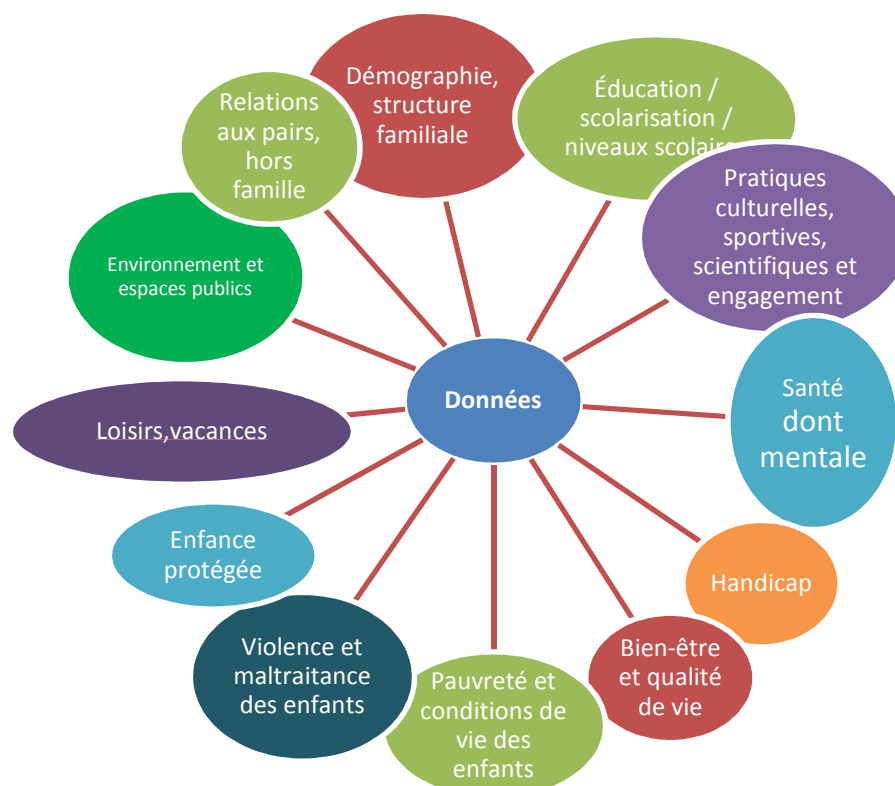 Démographie,
structure
familiale
Éducation /
scolarisation /
niveaux scolaire
Pratiques
culturelles,
sportives,
scientifiques et
engagement
Santé
dont
mentale
Handicap
Bien-être
et qualité
de vie
Pauvreté et
conditions de
vie des
enfants
Violence et
maltraitance
des enfants
Enfance
protégée
Loisirs,vacances
Environnement et
espaces publics
Relations
aux pairs,
hors
famille
Données